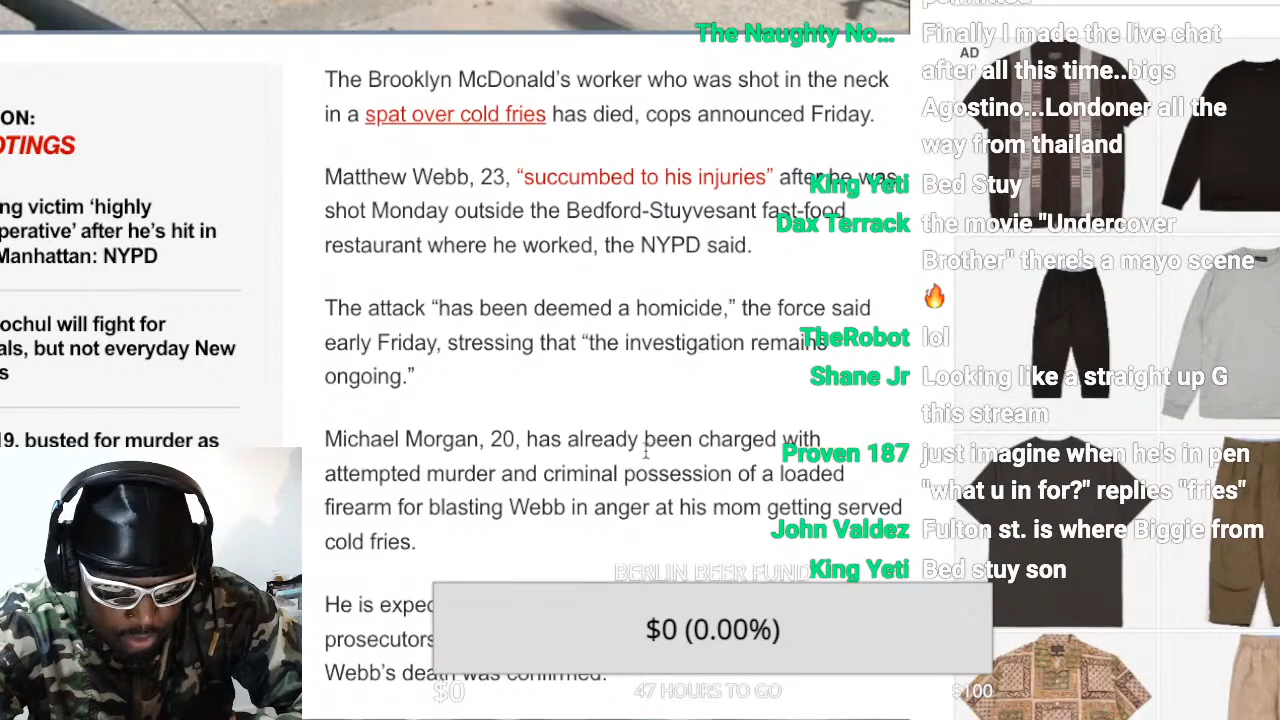 The Brooklyn McDonald's worker who was shot in the neck
in a spat over cold fries has died, cops announced Friday.
Matthew Webb, 23, “succumbed to his injuries” after he was
shot Monday outside the Bedford-Stuyvesant fast-food
restaurant where he worked, the NYPD said.
The attack “has been deemed a homicide,” the force said
early Friday, stressing that “the investigation remains
ongoing.”
Michael Morgan, 20, has already been charged with
attempted murder and criminal possession of a loaded
firearm for blasting Webb in anger at his mom getting served
cold fries.
He is expec
prosecutors
Webb's death was confirmed.
ON:
OTINGS
ng victim ‘highly
perative’ after he's hit in
Manhattan: NYPD
ochul will fight for
als, but not everyday New
s
19, busted for murder as
AD
The Naughty No... Finally I made the live chat
after all this time..bigs
Agostino...Londoner all the
way from thailand
King Yeti Bed Stuy
Dax Terrack the movie "Undercover
Brother" there's a mayo scene
🔥
TheRobot lol
Shane Jr Looking like a straight up G
this stream
Proven 187 just imagine when he's in pen
"what u in for?" replies "fries"
John Valdez Fulton st. is where Biggie from
King Yeti Bed stuy son
BERLIN BEER FUND
$0 (0.00%)
$0 47 HOURS TO GO $100